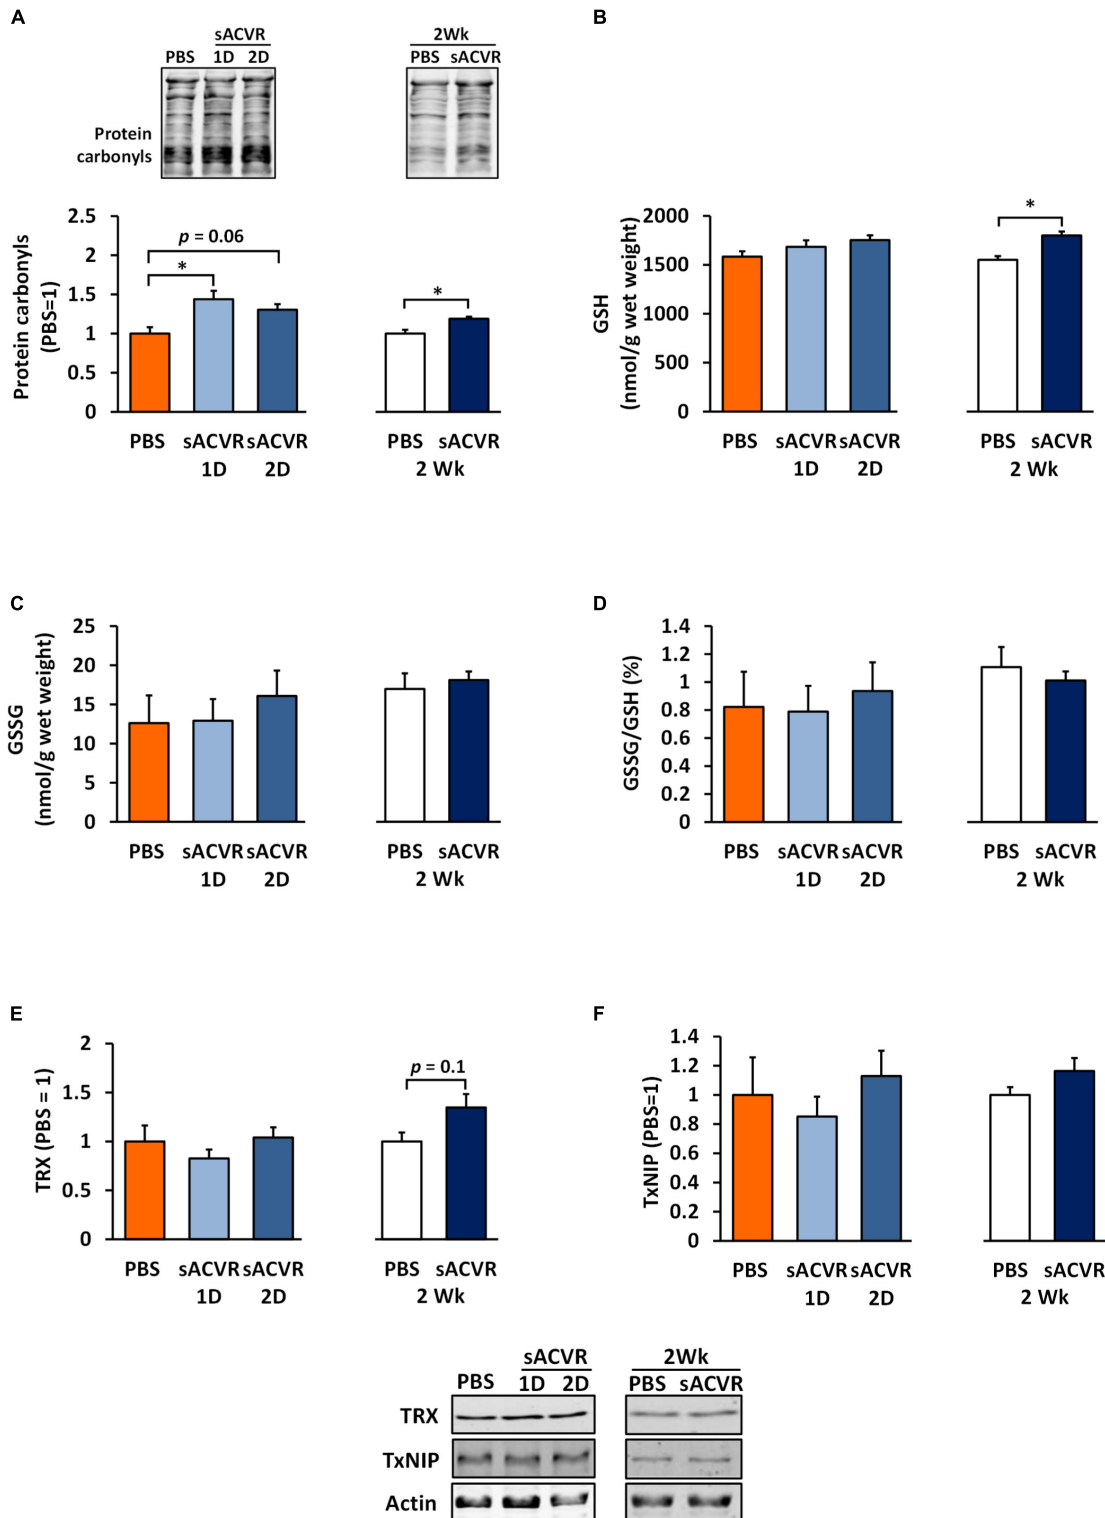 A
sACVR
PBS 1D 2D
2Wk
PBS sACVR
Protein
carbonyls
Protein carbonyls
(PBS=1)
2.5
2
1.5
1
0.5
0
p = 0.06
*
*
PBS sACVR sACVR
1D 2D
PBS sACVR
2 Wk
B
GSH
(nmol/g wet weight)
2000
1500
1000
500
0
*
PBS sACVR sACVR
1D 2D
PBS sACVR
2 Wk
C
GSSG
(nmol/g wet weight)
25
20
15
10
5
0
PBS sACVR sACVR
1D 2D
PBS sACVR
2 Wk
D
GSSG/GSH (%)
1.4
1.2
1
0.8
0.6
0.4
0.2
0
PBS sACVR sACVR
1D 2D
PBS sACVR
2 Wk
E
TRX (PBS = 1)
2
1.5
1
0.5
0
p = 0.1
PBS sACVR sACVR
1D 2D
PBS sACVR
2 Wk
F
TxNIP (PBS=1)
1.4
1.2
1
0.8
0.6
0.4
0.2
0
PBS sACVR sACVR
1D 2D
PBS sACVR
2 Wk
sACVR
PBS 1D 2D
2Wk
PBS sACVR
TRX
TxNIP
Actin